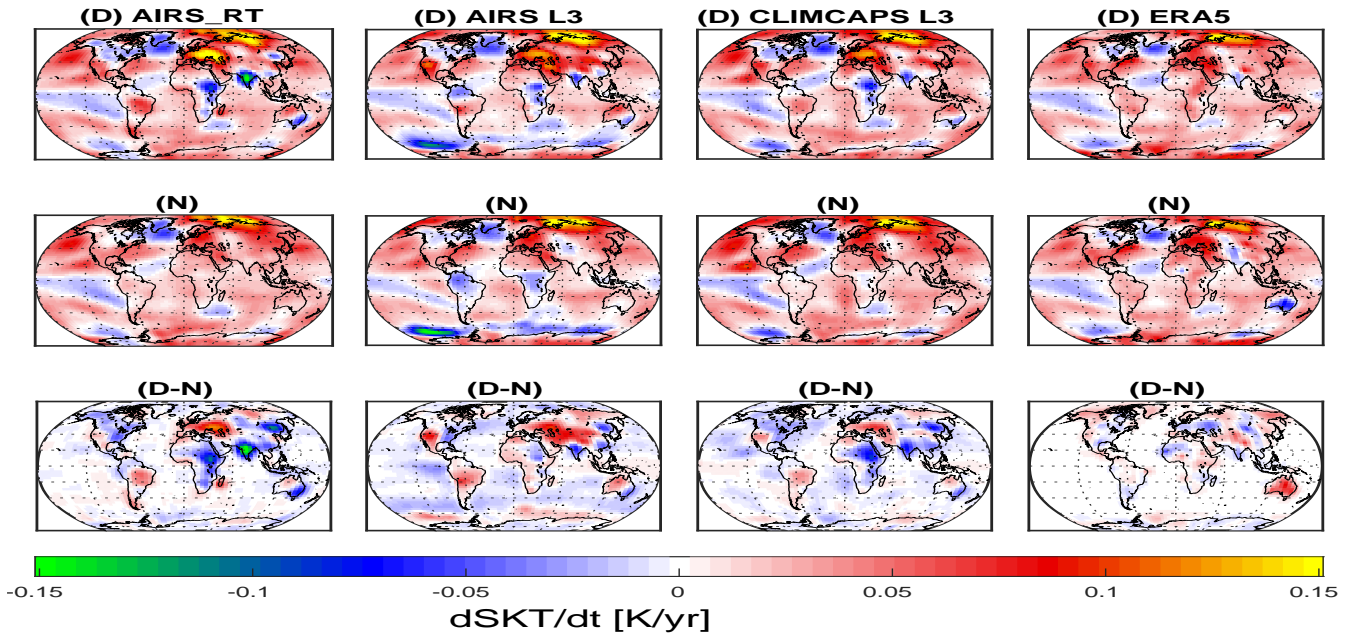 (D) AIRS_RT (D) AIRS L3 (D) CLIMCAPS L3 (D) ERA5
(N) (N) (N) (N)
(D-N) (D-N) (D-N) (D-N)
-0.15 -0.1 -0.05 0 0.05 0.1 0.15
dSKT/dt [K/yr]